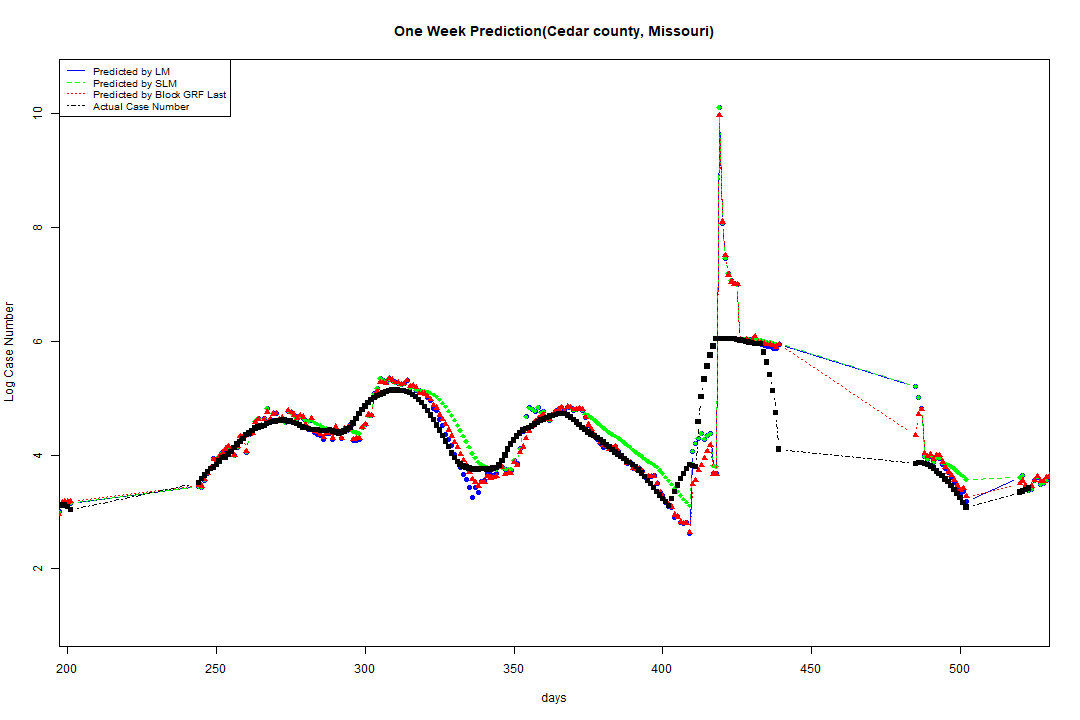 One Week Prediction(Cedar county, Missouri)
Predicted by LM
Predicted by SLM
Predicted by Block GRF Last
Actual Case Number
Log Case Number
10
8
6
4
2
200 250 300 350 400 450 500
days